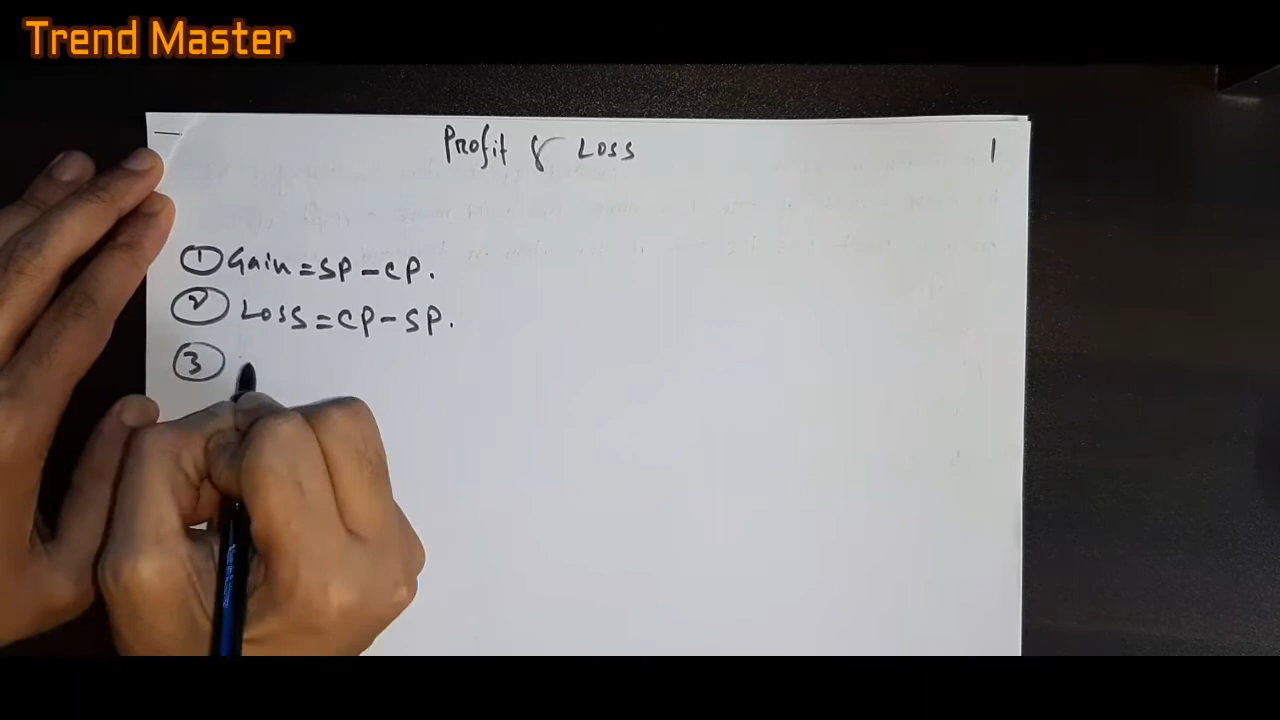 Trend Master
Profit & Loss 1
① Gain = SP - CP.
② Loss = CP - SP.
③